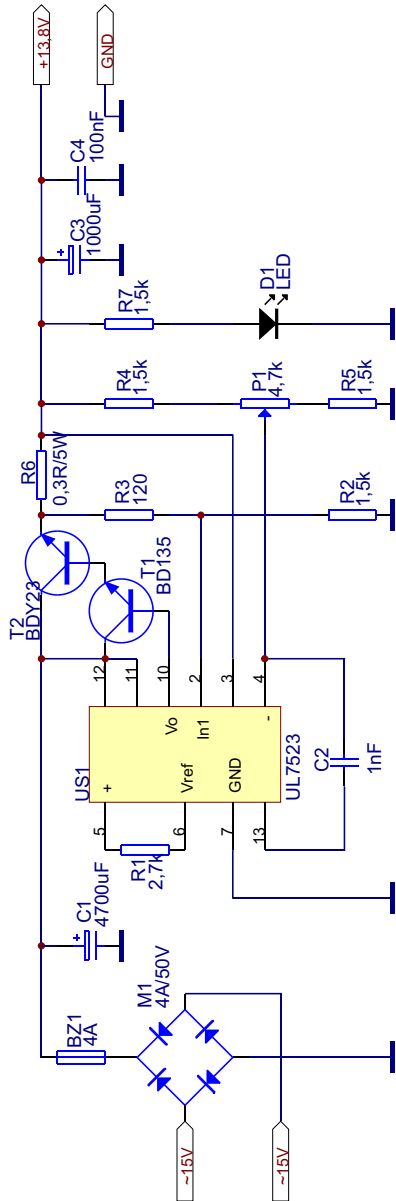 ~15V
~15V
M1
4A/50V
BZ1
4A
C1
4700uF
R1
2,7k
US1
UL7523
5
6
7
13
+
Vref
GND
-
Vo
In1
12
11
10
2
3
4
C2
1nF
T1
BD135
T2
BDY23
R6
0,3R/5W
R3
120
R2
1,5k
R4
1,5k
P1
4,7k
R5
1,5k
R7
1,5k
D1
LED
C3
1000uF
+
+
C4
100nF
+13,8V
GND